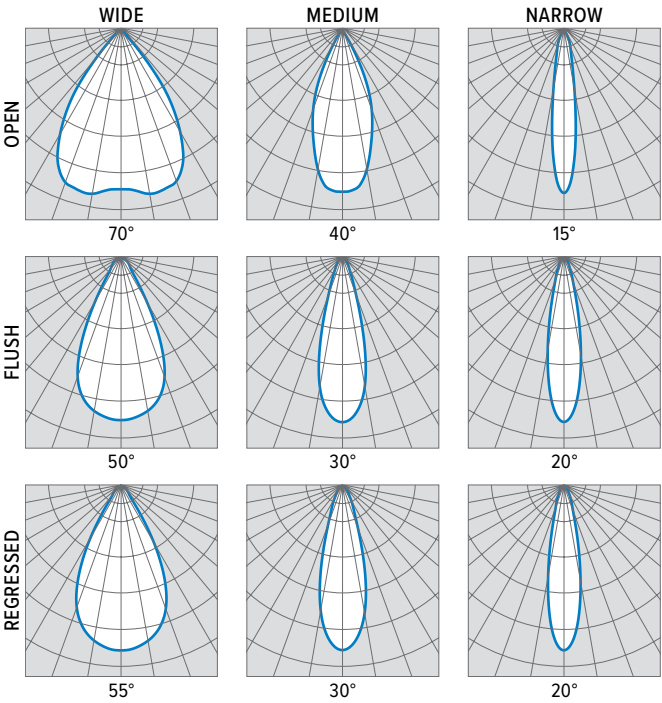 WIDE MEDIUM NARROW
OPEN
70° 40° 15°
FLUSH
50° 30° 20°
REGRESSED
55° 30° 20°